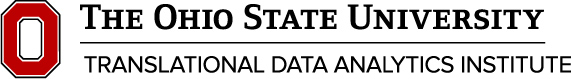 THE OHIO STATE UNIVERSITY
TRANSLATIONAL DATA ANALYTICS INSTITUTE